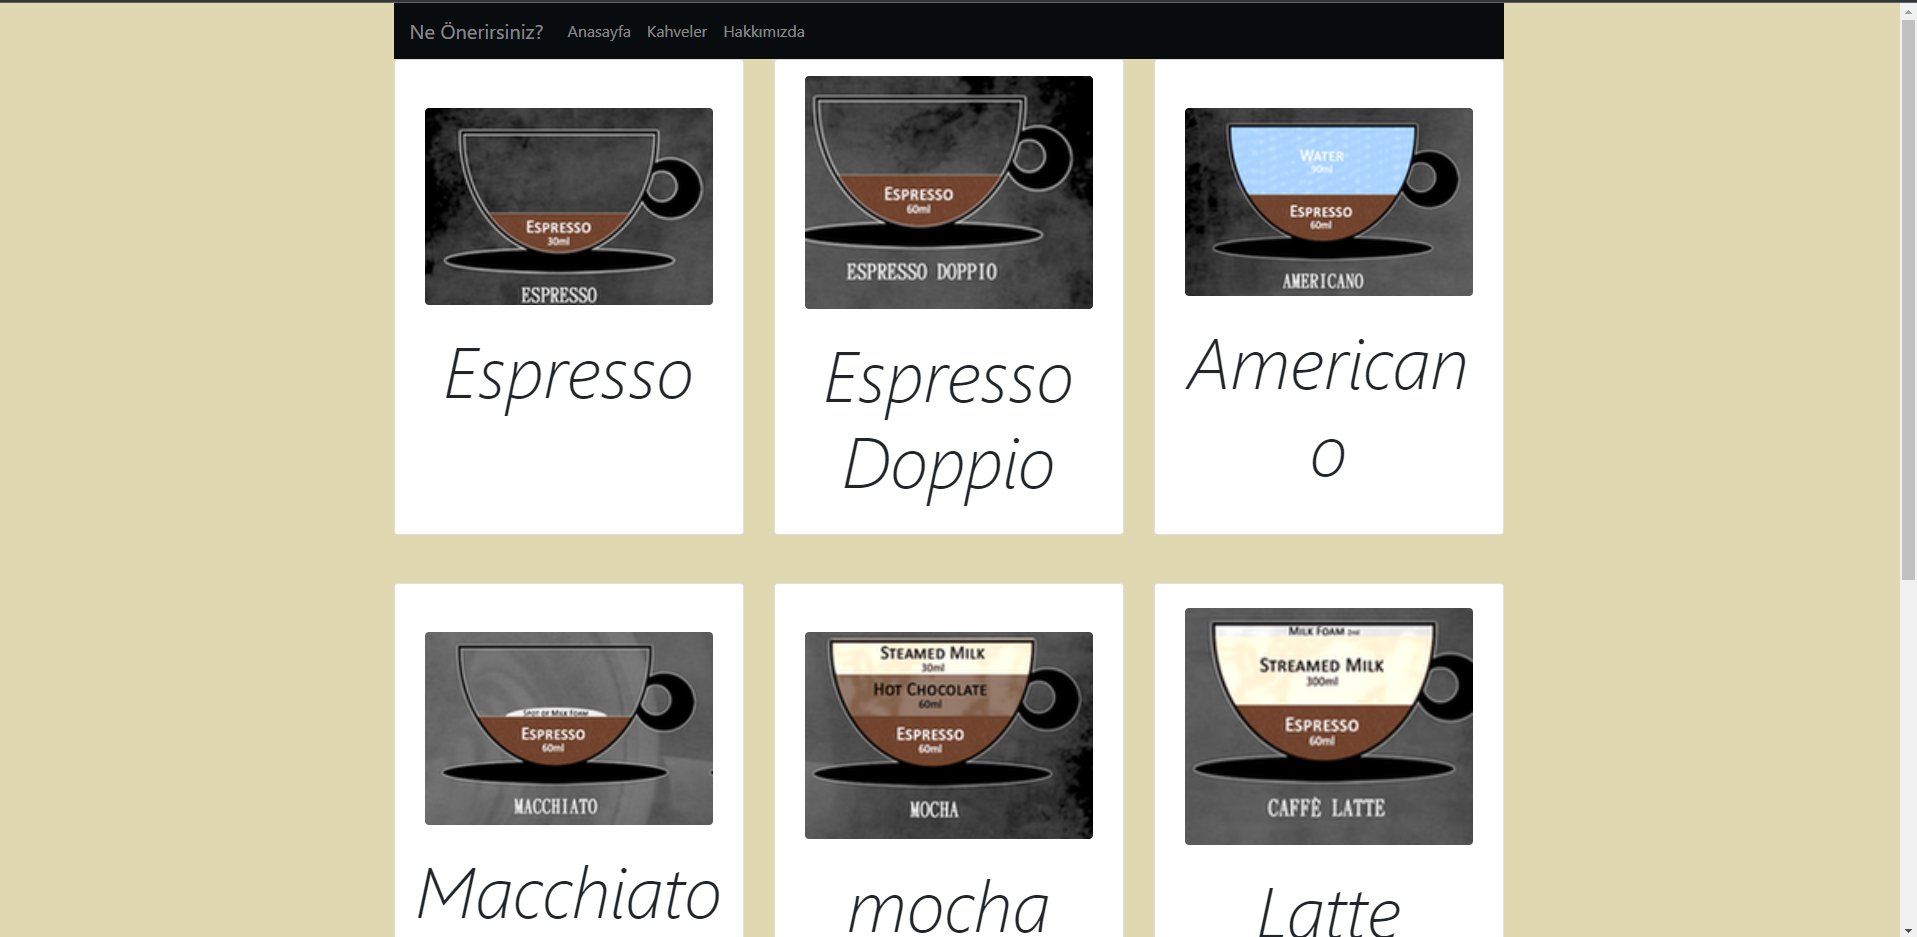 Ne Önerirsiniz? Anasayfa Kahveler Hakkımızda
ESPRESSO
30ml
ESPRESSO
Espresso
ESPRESSO
60ml
ESPRESSO DOPPIO
Espresso
Doppio
WATER
90ml
ESPRESSO
60ml
AMERICANO
American
o
SPOT OF MILK FOAM
ESPRESSO
60ml
MACCHIATO
Macchiato
STEAMED MILK
30ml
HOT CHOCOLATE
60ml
ESPRESSO
60ml
MOCHA
mocha
MILK FOAM 2ml
STREAMED MILK
300ml
ESPRESSO
60ml
CAFFÈ LATTE
Latte